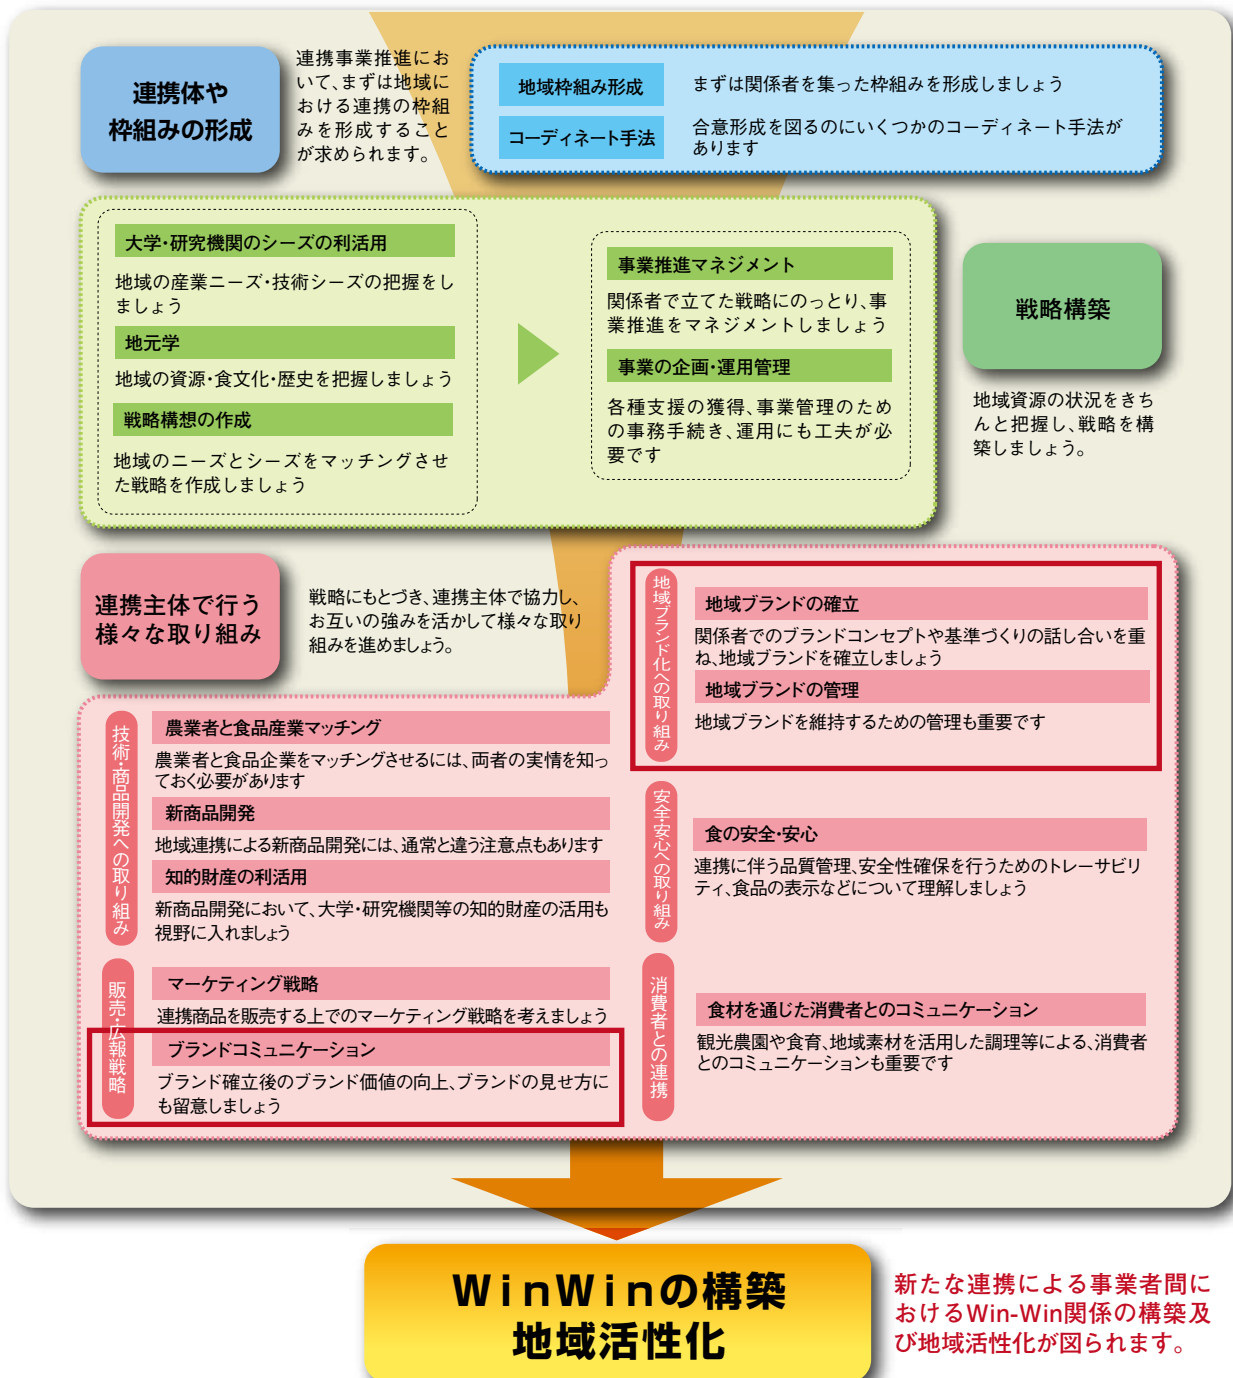 連携体や
枠組みの形成
連携事業推進にお
いて、まずは地域に
おける連携の枠組
みを形成すること
が求められます。
地域枠組み形成
まずは関係者を集った枠組みを形成しましょう
コーディネート手法
合意形成を図るのにいくつかのコーディネート手法が
あります
大学・研究機関のシーズの利活用
地域の産業ニーズ・技術シーズの把握をし
ましょう
地元学
地域の資源・食文化・歴史を把握しましょう
戦略構想の作成
地域のニーズとシーズをマッチングさせ
た戦略を作成しましょう
事業推進マネジメント
関係者で立てた戦略にのっとり、事
業推進をマネジメントしましょう
事業の企画・運用管理
各種支援の獲得、事業管理のため
の事務手続き、運用にも工夫が必
要です
戦略構築
地域資源の状況をきち
んと把握し、戦略を構
築しましょう。
連携主体で行う
様々な取り組み
戦略にもとづき、連携主体で協力し、
お互いの強みを活かして様々な取り
組みを進めましょう。
地域ブランド化への取り組み
地域ブランドの確立
関係者でのブランドコンセプトや基準づくりの話し合いを重
ね、地域ブランドを確立しましょう
地域ブランドの管理
地域ブランドを維持するための管理も重要です
技術・商品開発への取り組み
農業者と食品産業マッチング
農業者と食品企業をマッチングさせるには、両者の実情を知っ
ておく必要があります
新商品開発
地域連携による新商品開発には、通常と違う注意点もあります
知的財産の利活用
新商品開発において、大学・研究機関等の知的財産の活用も
視野に入れましょう
安全・安心への取り組み
食の安全・安心
連携に伴う品質管理、安全性確保を行うためのトレーサビリ
ティ、食品の表示などについて理解しましょう
販売・広報戦略
マーケティング戦略
連携商品を販売する上でのマーケティング戦略を考えましょう
ブランドコミュニケーション
ブランド確立後のブランド価値の向上、ブランドの見せ方に
も留意しましょう
消費者との連携
食材を通じた消費者とのコミュニケーション
観光農園や食育、地域素材を活用した調理等による、消費者
とのコミュニケーションも重要です
WinWinの構築
地域活性化
新たな連携による事業者間に
おけるWin-Win関係の構築及
び地域活性化が図られます。